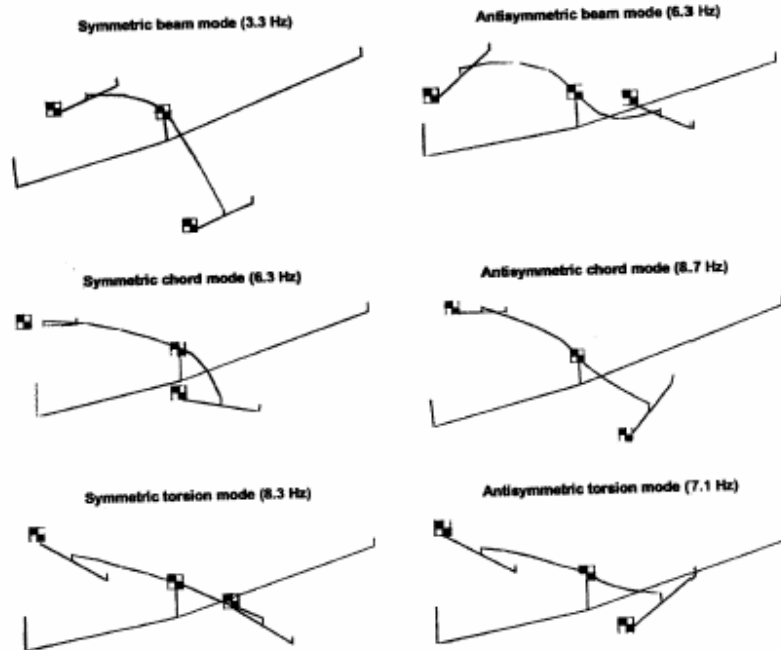 Symmetric beam mode (3.3 Hz)
Antisymmetric beam mode (6.3 Hz)
Symmetric chord mode (6.3 Hz)
Antisymmetric chord mode (8.7 Hz)
Symmetric torsion mode (8.3 Hz)
Antisymmetric torsion mode (7.1 Hz)